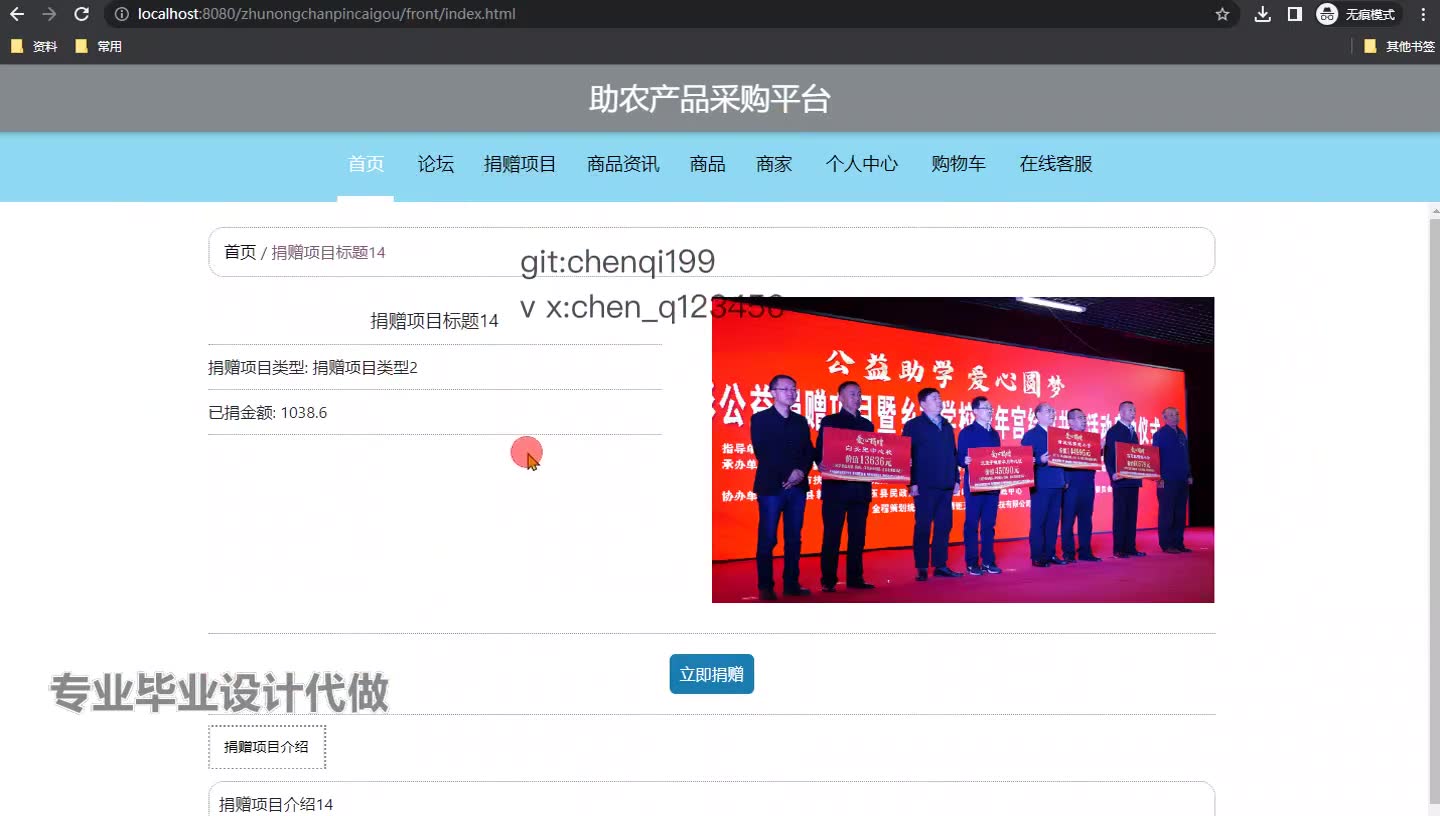 localhost:8080/zhunongchanpincaigou/front/index.html
无痕模式
资料
常用
其他书签
助农产品采购平台
首页
论坛
捐赠项目
商品资讯
商品
商家
个人中心
购物车
在线客服
首页 / 捐赠项目标题14
git:chenqi199
v x:chen_q123456
捐赠项目标题14
捐赠项目类型: 捐赠项目类型2
已捐金额: 1038.6
公益助学 爱心圆梦
立即捐赠
专业毕业设计代做
捐赠项目介绍
捐赠项目介绍14